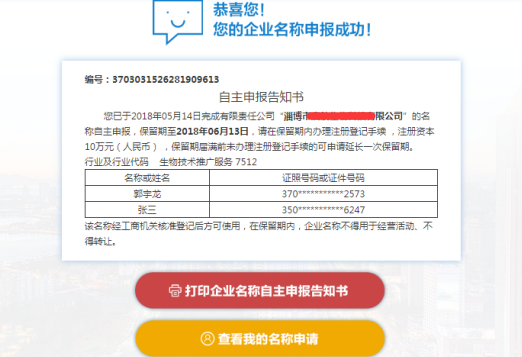 恭喜您！
您的企业名称申报成功！
编号：3703031526281909613
自主申报告知书
您已于2018年05月14日完成有限责任公司“淄博市有限公司”的名
称自主申报，保留期至2018年06月13日，请在保留期内办理注册登记手续，注册资本
10万元（人民币），保留期届满前未办理注册登记手续的可申请延长一次保留期。
行业及行业代码 生物技术推广服务 7512
名称或姓名 证照号码或证件号码
郭宇龙 370***********2573
张三 350***********6247
该名称经工商机关核准登记后方可使用，在保留期内，企业名称不得用于经营活动、不
得转让。
打印企业名称自主申报告知书
查看我的名称申请